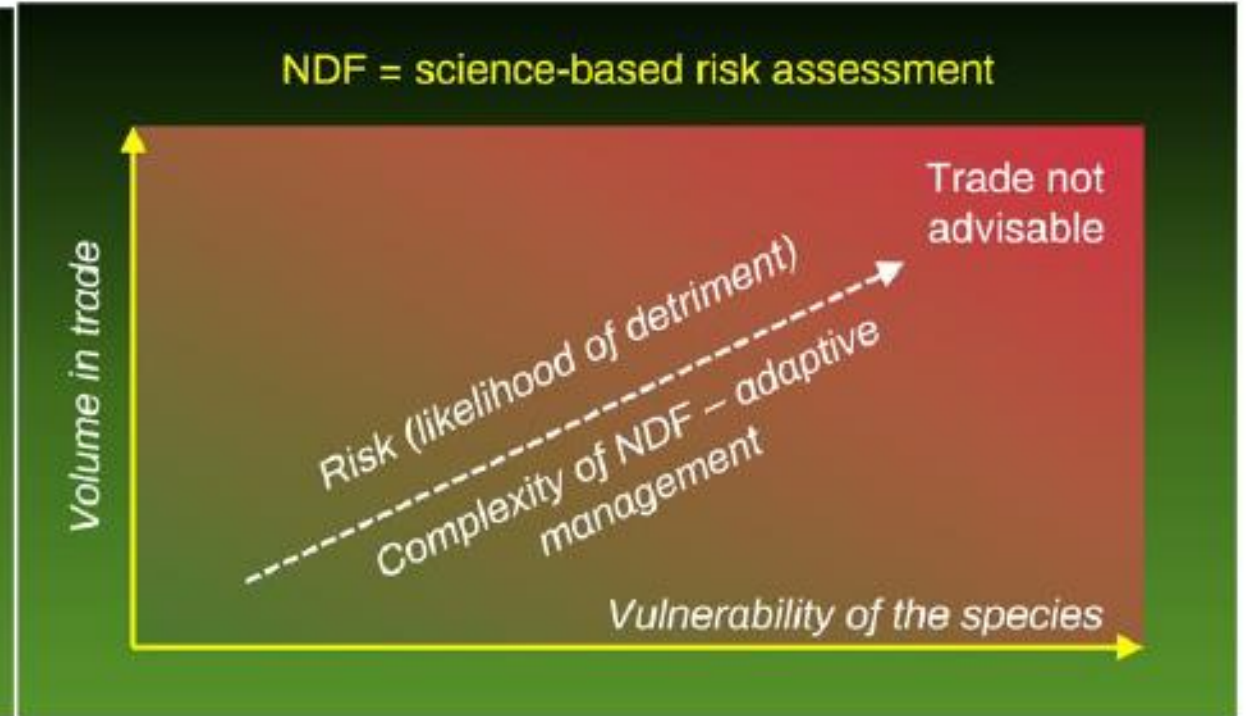 NDF = science-based risk assessment
Trade not
advisable
Volume in trade
Risk (likelihood of detriment)
Complexity of NDF – adaptive
management
Vulnerability of the species